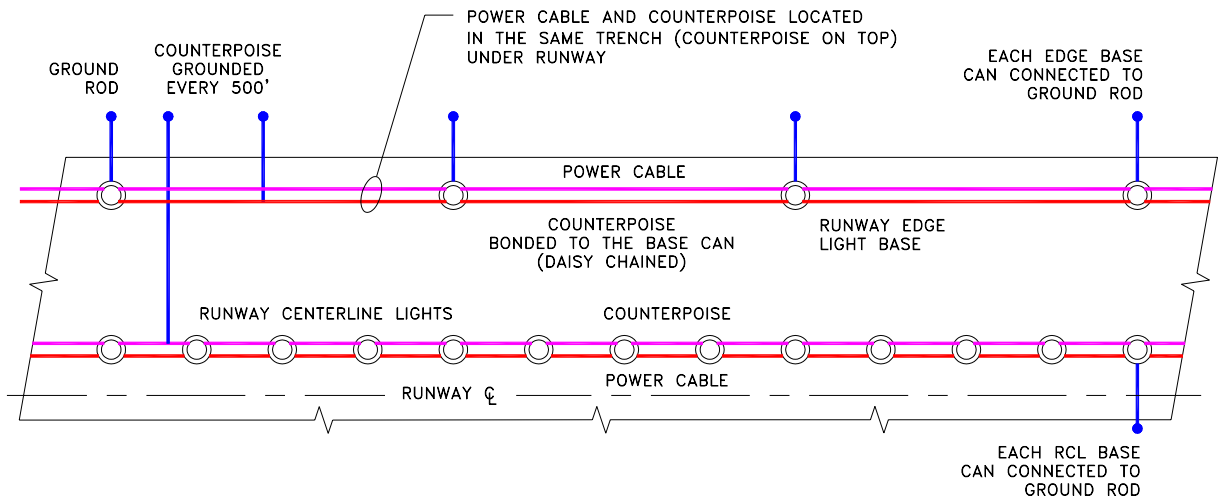 POWER CABLE AND COUNTERPOISE LOCATED
IN THE SAME TRENCH (COUNTERPOISE ON TOP)
UNDER RUNWAY
GROUND
ROD
COUNTERPOISE
GROUNDED
EVERY 500'
EACH EDGE BASE
CAN CONNECTED TO
GROUND ROD
POWER CABLE
COUNTERPOISE
BONDED TO THE BASE CAN
(DAISY CHAINED)
RUNWAY EDGE
LIGHT BASE
RUNWAY CENTERLINE LIGHTS
COUNTERPOISE
POWER CABLE
RUNWAY ℄
EACH RCL BASE
CAN CONNECTED TO
GROUND ROD